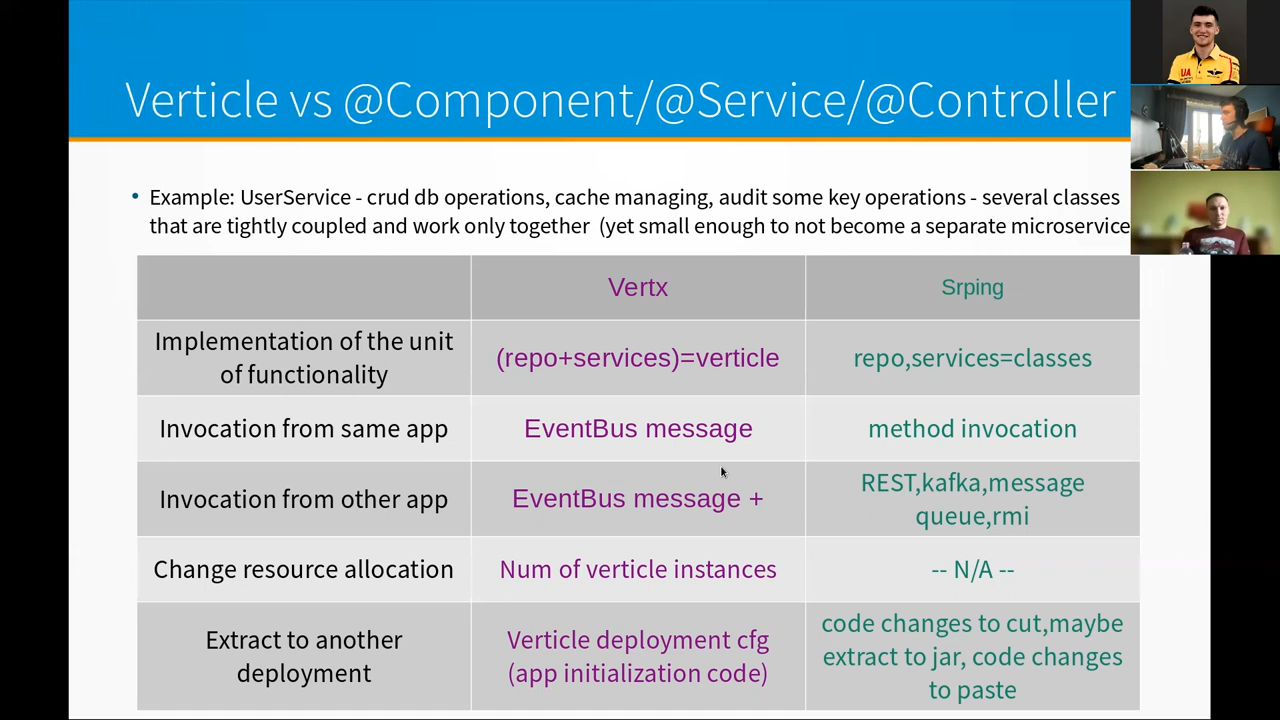 Verticle vs @Component/@Service/@Controller
• Example: UserService - crud db operations, cache managing, audit some key operations - several classes
that are tightly coupled and work only together (yet small enough to not become a separate microservice
Vertx
Srping
Implementation of the unit
of functionality
(repo+services)=verticle
repo,services=classes
Invocation from same app
EventBus message
method invocation
Invocation from other app
EventBus message +
REST,kafka,message
queue,rmi
Change resource allocation
Num of verticle instances
-- N/A --
Extract to another
deployment
Verticle deployment cfg
(app initialization code)
code changes to cut,maybe
extract to jar, code changes
to paste
UA